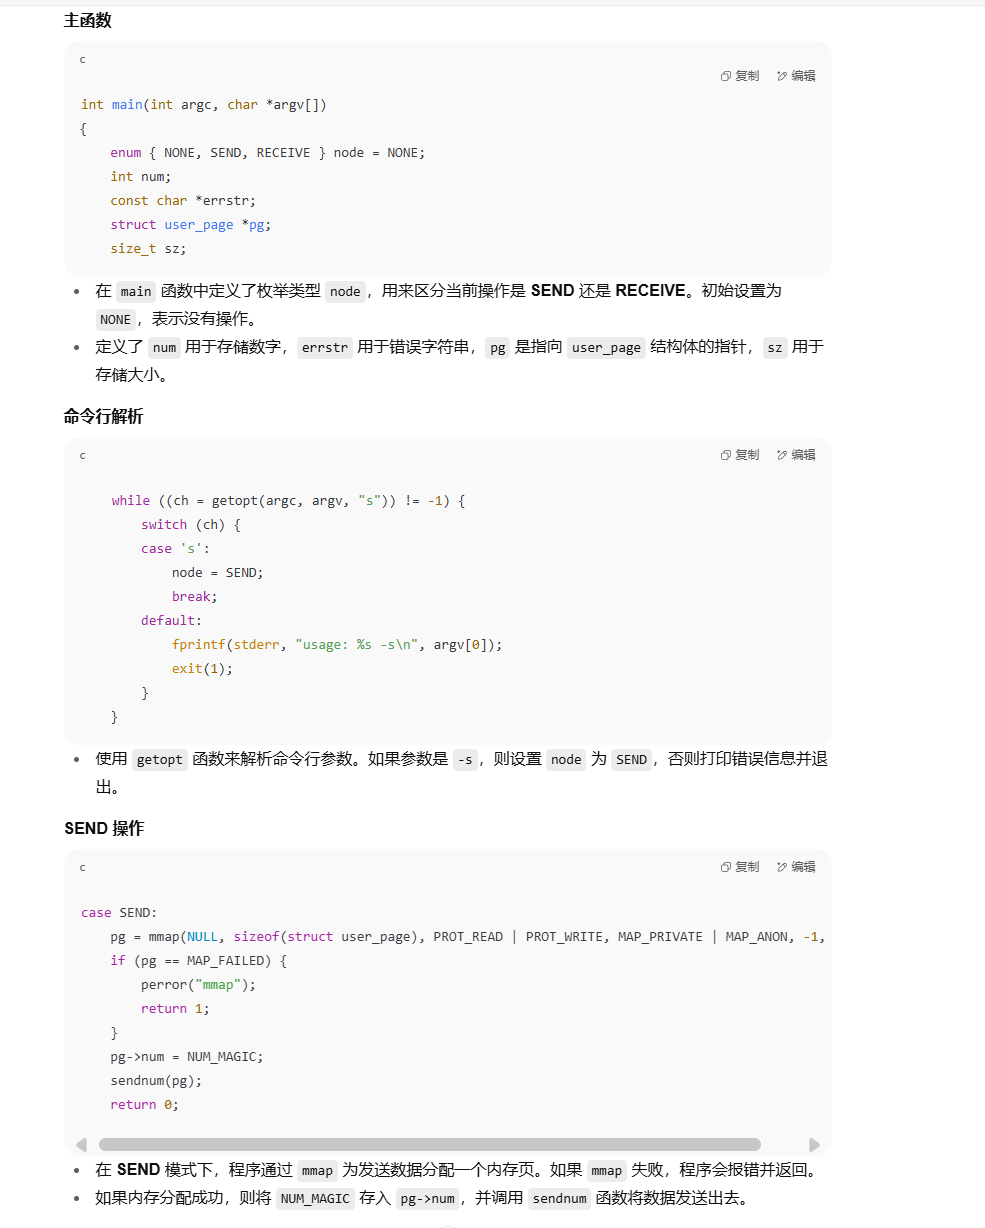 主函数
c
复制 编辑
int main(int argc, char *argv[])
{
    enum { NONE, SEND, RECEIVE } node = NONE;
    int num;
    const char *errstr;
    struct user_page *pg;
    size_t sz;
在 main 函数中定义了枚举类型 node，用来区分当前操作是 SEND 还是 RECEIVE。初始设置为
NONE，表示没有操作。
定义了 num 用于存储数字，errstr 用于错误字符串，pg 是指向 user_page 结构体的指针，sz 用于
存储大小。
命令行解析
c 复制 编辑
    while ((ch = getopt(argc, argv, "s")) != -1) {
        switch (ch) {
        case 's':
            node = SEND;
            break;
        default:
            fprintf(stderr, "usage: %s -s\n", argv[0]);
            exit(1);
        }
    }
使用 getopt 函数来解析命令行参数。如果参数是 -s，则设置 node 为 SEND，否则打印错误信息并退
出。
SEND 操作
c 复制 编辑
case SEND:
    pg = mmap(NULL, sizeof(struct user_page), PROT_READ | PROT_WRITE, MAP_PRIVATE | MAP_ANON, -1,
    if (pg == MAP_FAILED) {
        perror("mmap");
        return 1;
    }
    pg->num = NUM_MAGIC;
    sendnum(pg);
    return 0;
在 SEND 模式下，程序通过 mmap 为发送数据分配一个内存页。如果 mmap 失败，程序会报错并返回。
如果内存分配成功，则将 NUM_MAGIC 存入 pg->num，并调用 sendnum 函数将数据发送出去。